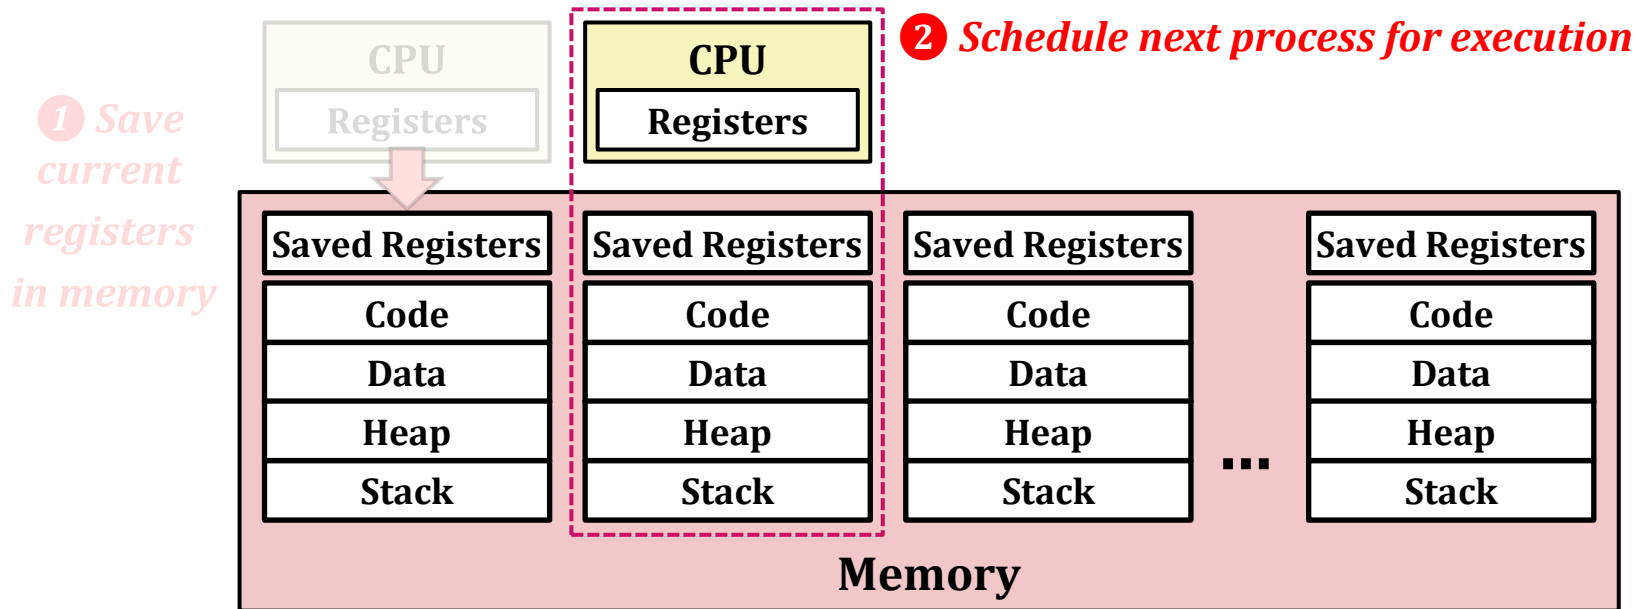 ❷ Schedule next process for execution
CPU
Registers
CPU
Registers
❶ Save
current
registers
in memory
Saved Registers
Code
Data
Heap
Stack
Saved Registers
Code
Data
Heap
Stack
Saved Registers
Code
Data
Heap
Stack
...
Saved Registers
Code
Data
Heap
Stack
Memory